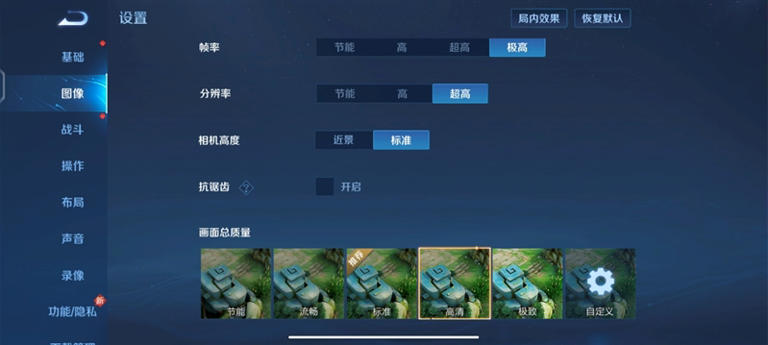 设置
局内效果
恢复默认
基础
图像
战斗
操作
布局
声音
录像
功能/隐私
新
帧率
节能
高
超高
极高
分辨率
节能
高
超高
相机高度
近景
标准
抗锯齿
?
开启
画面总质量
推荐
节能
流畅
标准
高清
极致
自定义